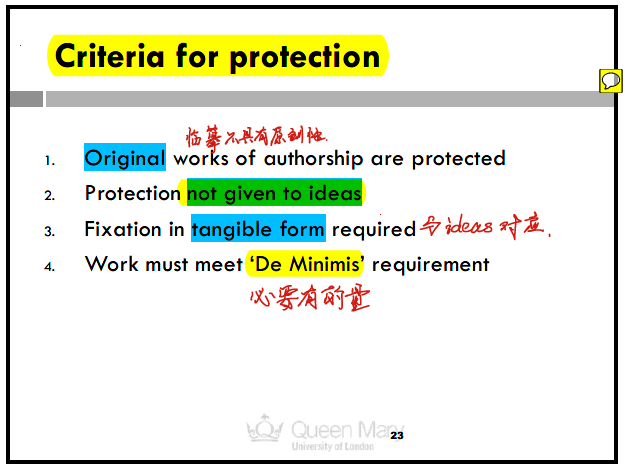 Criteria for protection
临摹不具有原创性.
1. Original works of authorship are protected
2. Protection not given to ideas
3. Fixation in tangible form required 与ideas对应.
4. Work must meet ‘De Minimis’ requirement
必要有的量
Queen Mary
University of London
23